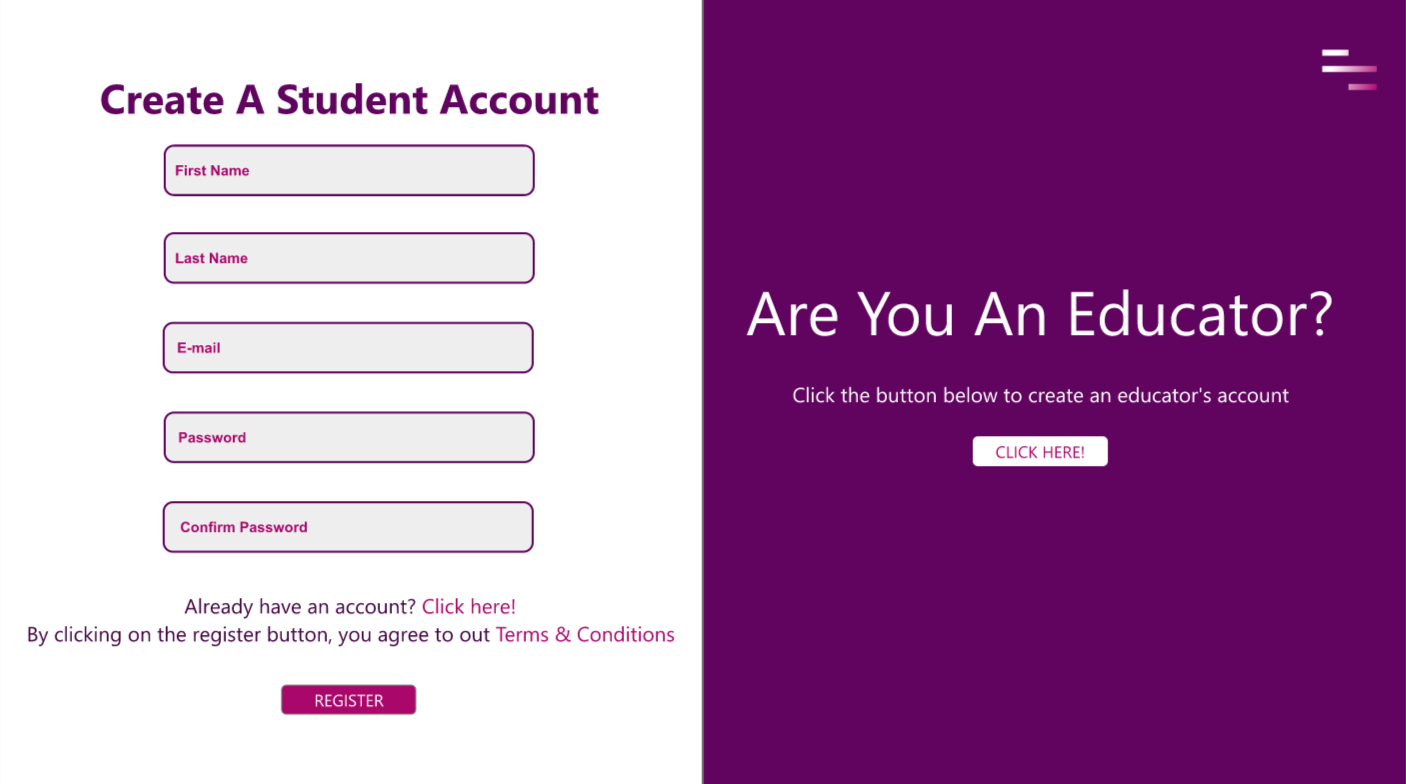 Create A Student Account
First Name
Last Name
E-mail
Password
Confirm Password
Already have an account? Click here!
By clicking on the register button, you agree to out Terms & Conditions
REGISTER
Are You An Educator?
Click the button below to create an educator's account
CLICK HERE!